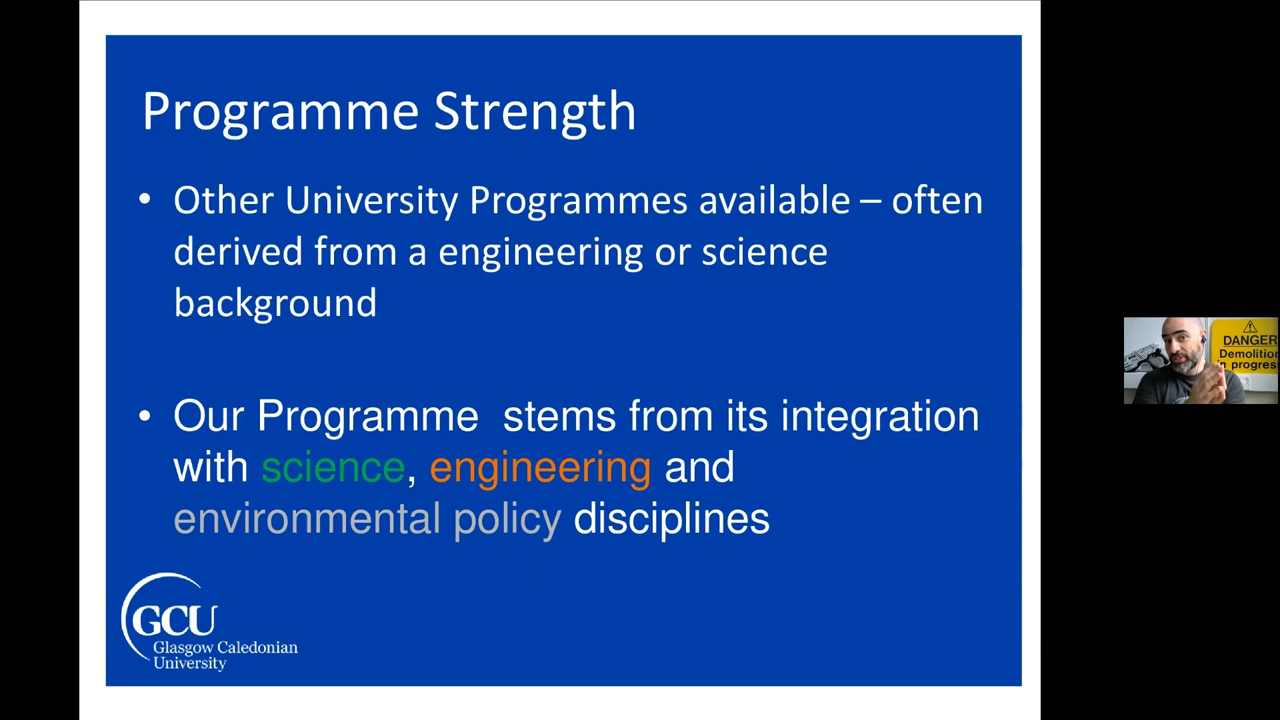 Programme Strength
• Other University Programmes available – often
derived from a engineering or science
background
• Our Programme stems from its integration
with science, engineering and
environmental policy disciplines
GCU
Glasgow Caledonian
University
DANGER
Demolition
in progres